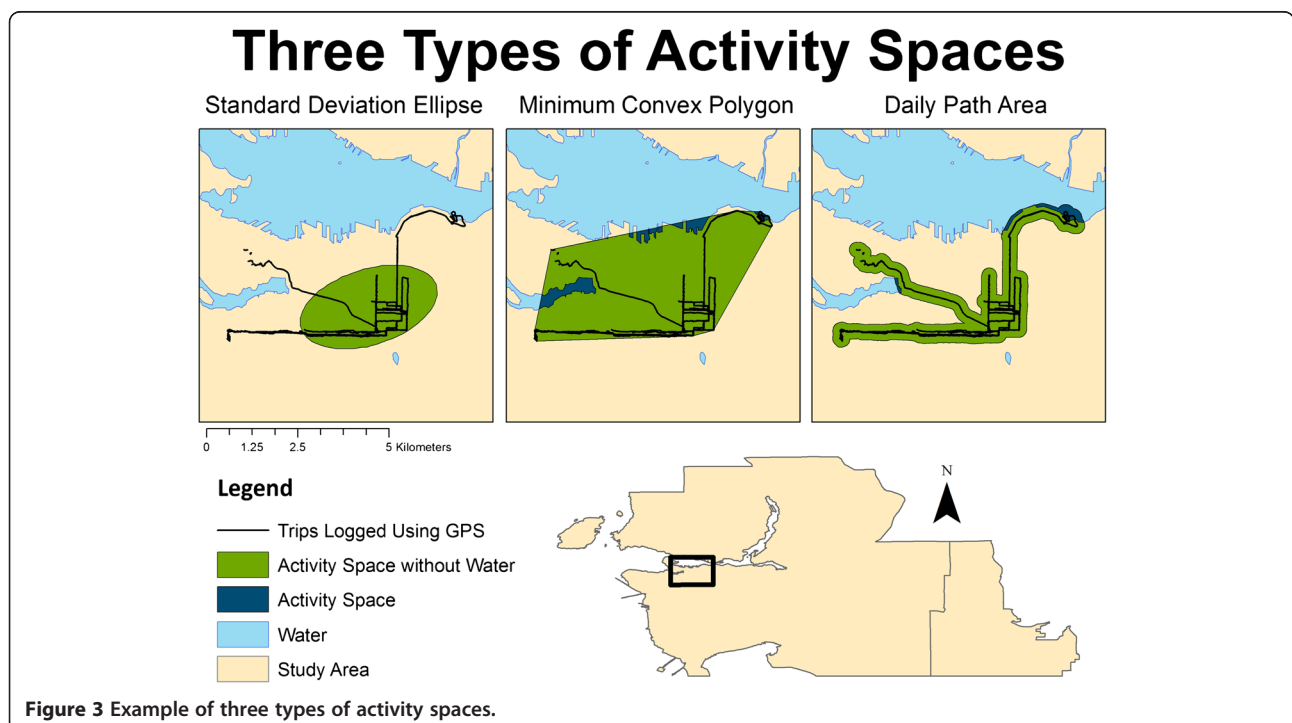 Three Types of Activity Spaces
Standard Deviation Ellipse
Minimum Convex Polygon
Daily Path Area
0 1.25 2.5 5 Kilometers
Legend
Trips Logged Using GPS
Activity Space without Water
Activity Space
Water
Study Area
N
Figure 3 Example of three types of activity spaces.